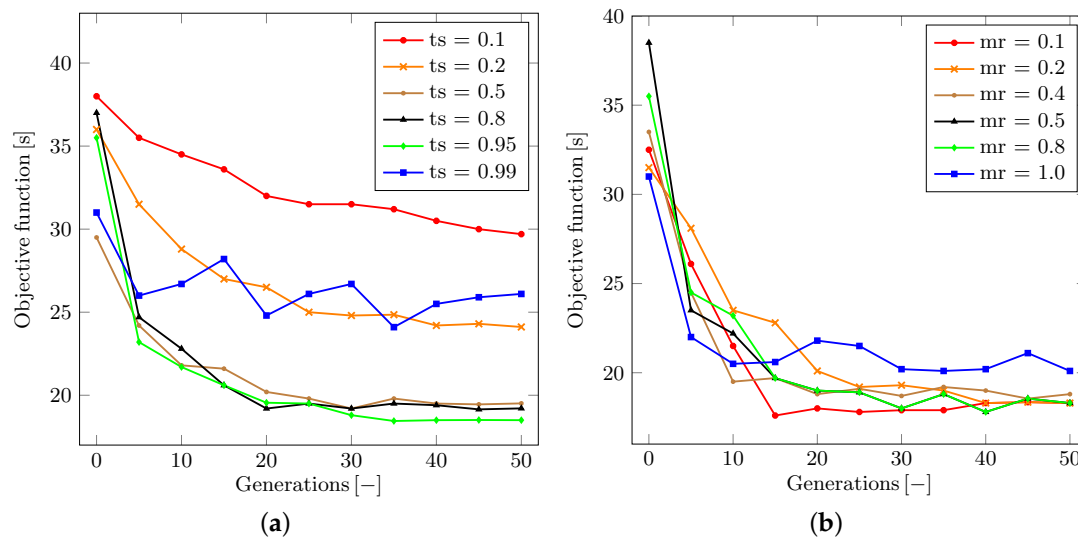 40
35
30
25
20
0
10
20
30
40
50
Objective function [s]
Generations [−]
ts = 0.1
ts = 0.2
ts = 0.5
ts = 0.8
ts = 0.95
ts = 0.99
(a)
40
35
30
25
20
0
10
20
30
40
50
Objective function [s]
Generations [−]
mr = 0.1
mr = 0.2
mr = 0.4
mr = 0.5
mr = 0.8
mr = 1.0
(b)